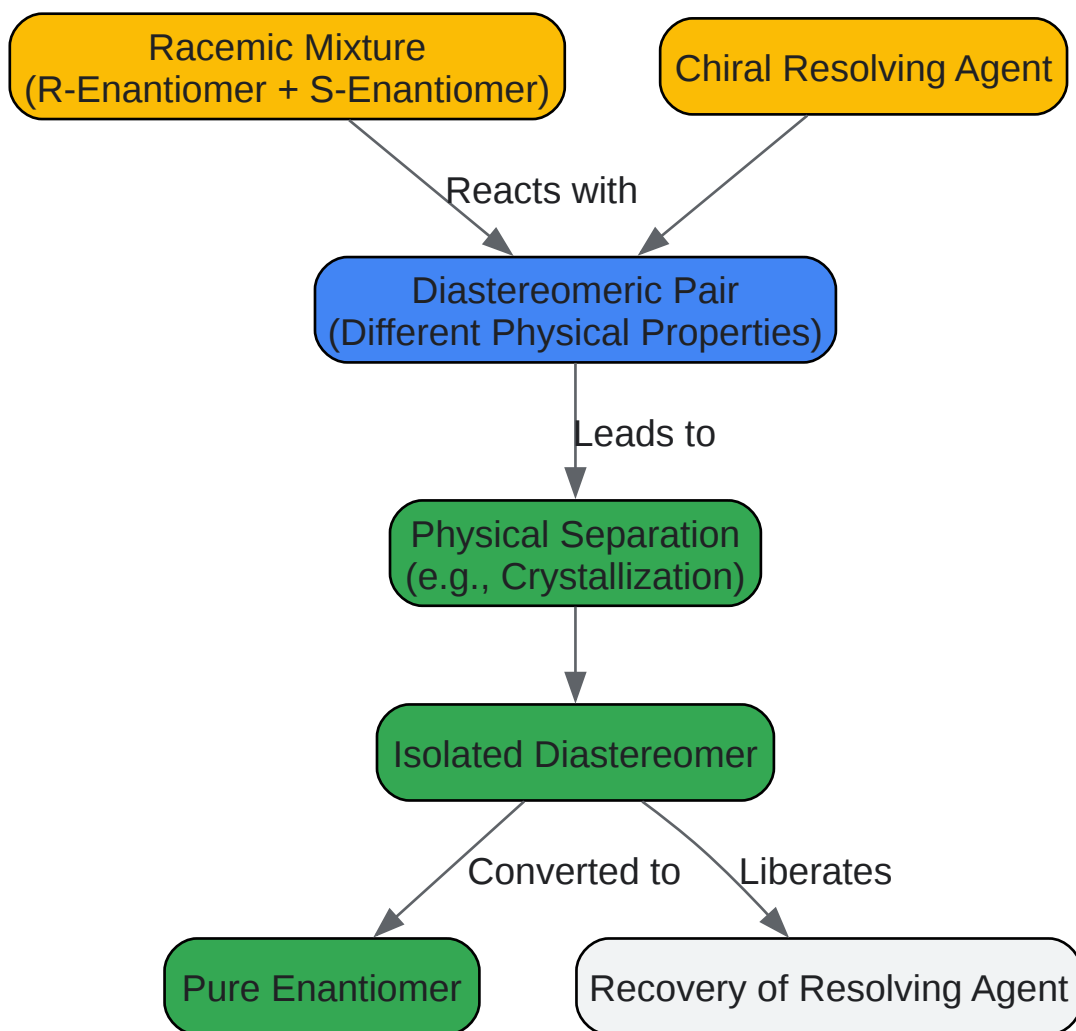 Racemic Mixture
(R-Enantiomer + S-Enantiomer)
Chiral Resolving Agent
Reacts with
Diastereomeric Pair
(Different Physical Properties)
Leads to
Physical Separation
(e.g., Crystallization)
Isolated Diastereomer
Converted to
Liberates
Pure Enantiomer
Recovery of Resolving Agent